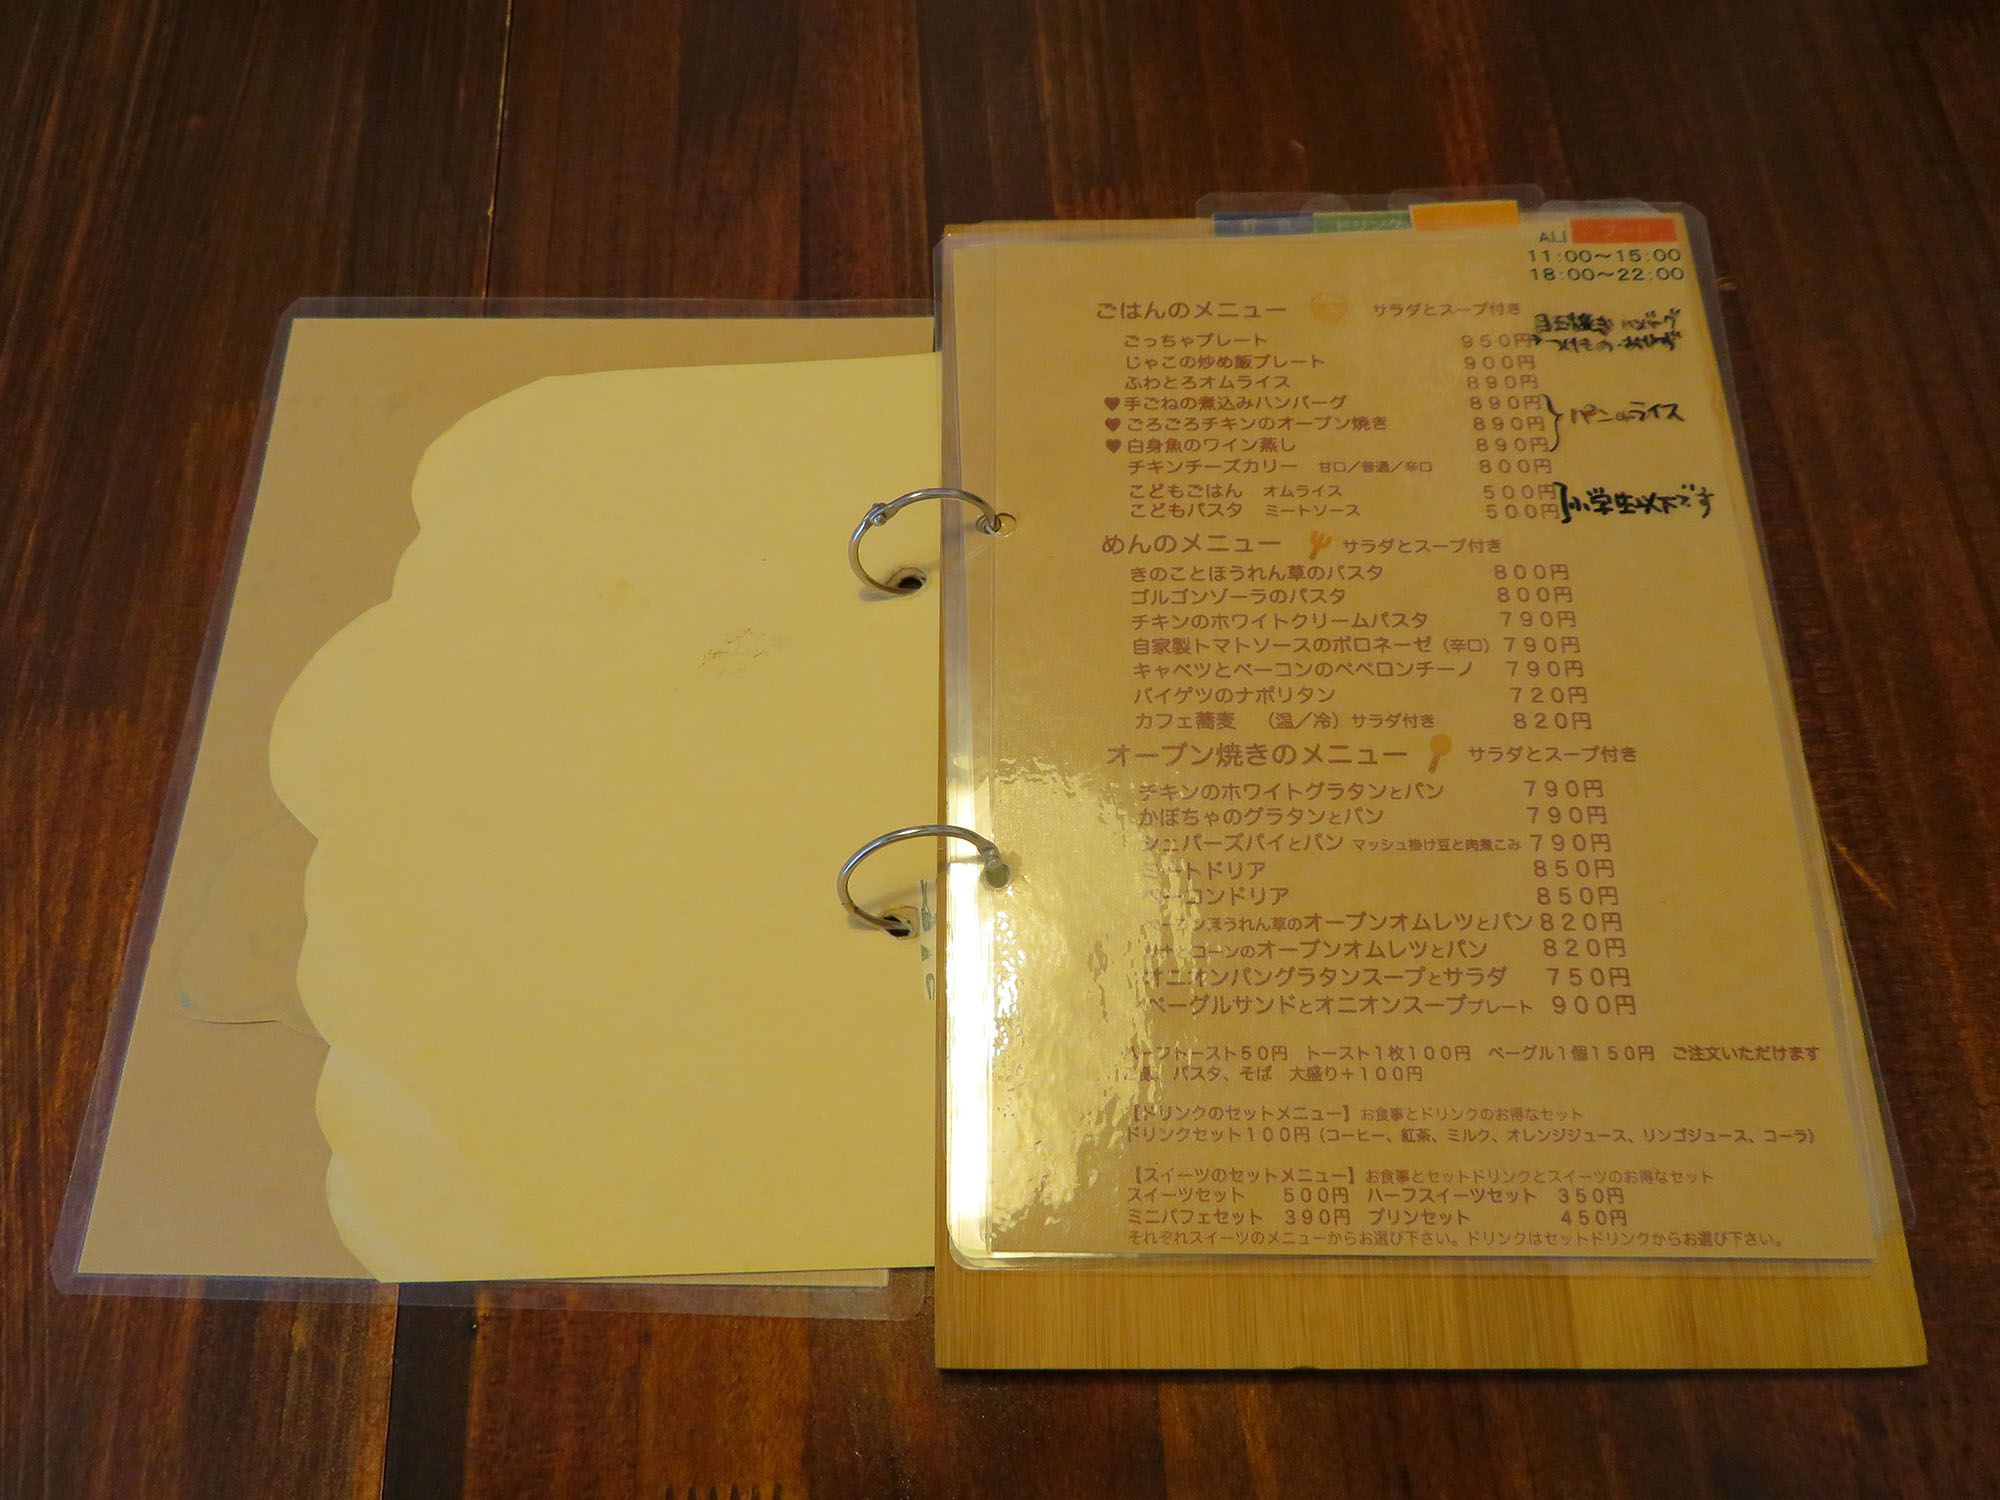 ドリンク
フード
ALL
11:00～15:00
18:00～22:00
ごはんのメニュー サラダとスープ付き
ごっちゃプレート 950円
目玉焼き ハンバーグ
じゃこの炒め飯プレート 900円
ふわとろオムライス 890円
♥手ごねの煮込みハンバーグ 890円
♥ごろごろチキンのオーブン焼き 890円 パンorライス
♥白身魚のワイン蒸し 890円
チキンチーズカリー 甘口／普通／辛口 800円
こどもごはん オムライス 500円
こどもパスタ ミートソース 500円
小学生以下です
めんのメニュー サラダとスープ付き
きのことほうれん草のパスタ 800円
ゴルゴンゾーラのパスタ 800円
チキンのホワイトクリームパスタ 790円
自家製トマトソースのボロネーゼ（辛口） 790円
キャベツとベーコンのペペロンチーノ 790円
バイゲツのナポリタン 720円
カフェ蕎麦 （温／冷）サラダ付き 820円
オーブン焼きのメニュー サラダとスープ付き
チキンのホワイトグラタンとパン 790円
かぼちゃのグラタンとパン 790円
シェパーズパイとパン マッシュ掛け豆と肉煮こみ 790円
ミートドリア 850円
ベーコンドリア 850円
ほうれん草のオーブンオムレツとパン 820円
ツナとコーンのオーブンオムレツとパン 820円
オニオンパングラタンスープとサラダ 750円
ベーグルサンドとオニオンスーププレート 900円
ハーフトースト50円 トースト1枚100円 ベーグル1個150円 ご注文いただけます
パスタ、そば 大盛り＋100円
【ドリンクのセットメニュー】お食事とドリンクのお得なセット
ドリンクセット100円（コーヒー、紅茶、ミルク、オレンジジュース、リンゴジュース、コーラ）
【スイーツのセットメニュー】お食事とセットドリンクとスイーツのお得なセット
スイーツセット 500円 ハーフスイーツセット 350円
ミニパフェセット 390円 プリンセット 450円
それぞれスイーツのメニューからお選び下さい。ドリンクはセットドリンクからお選び下さい。